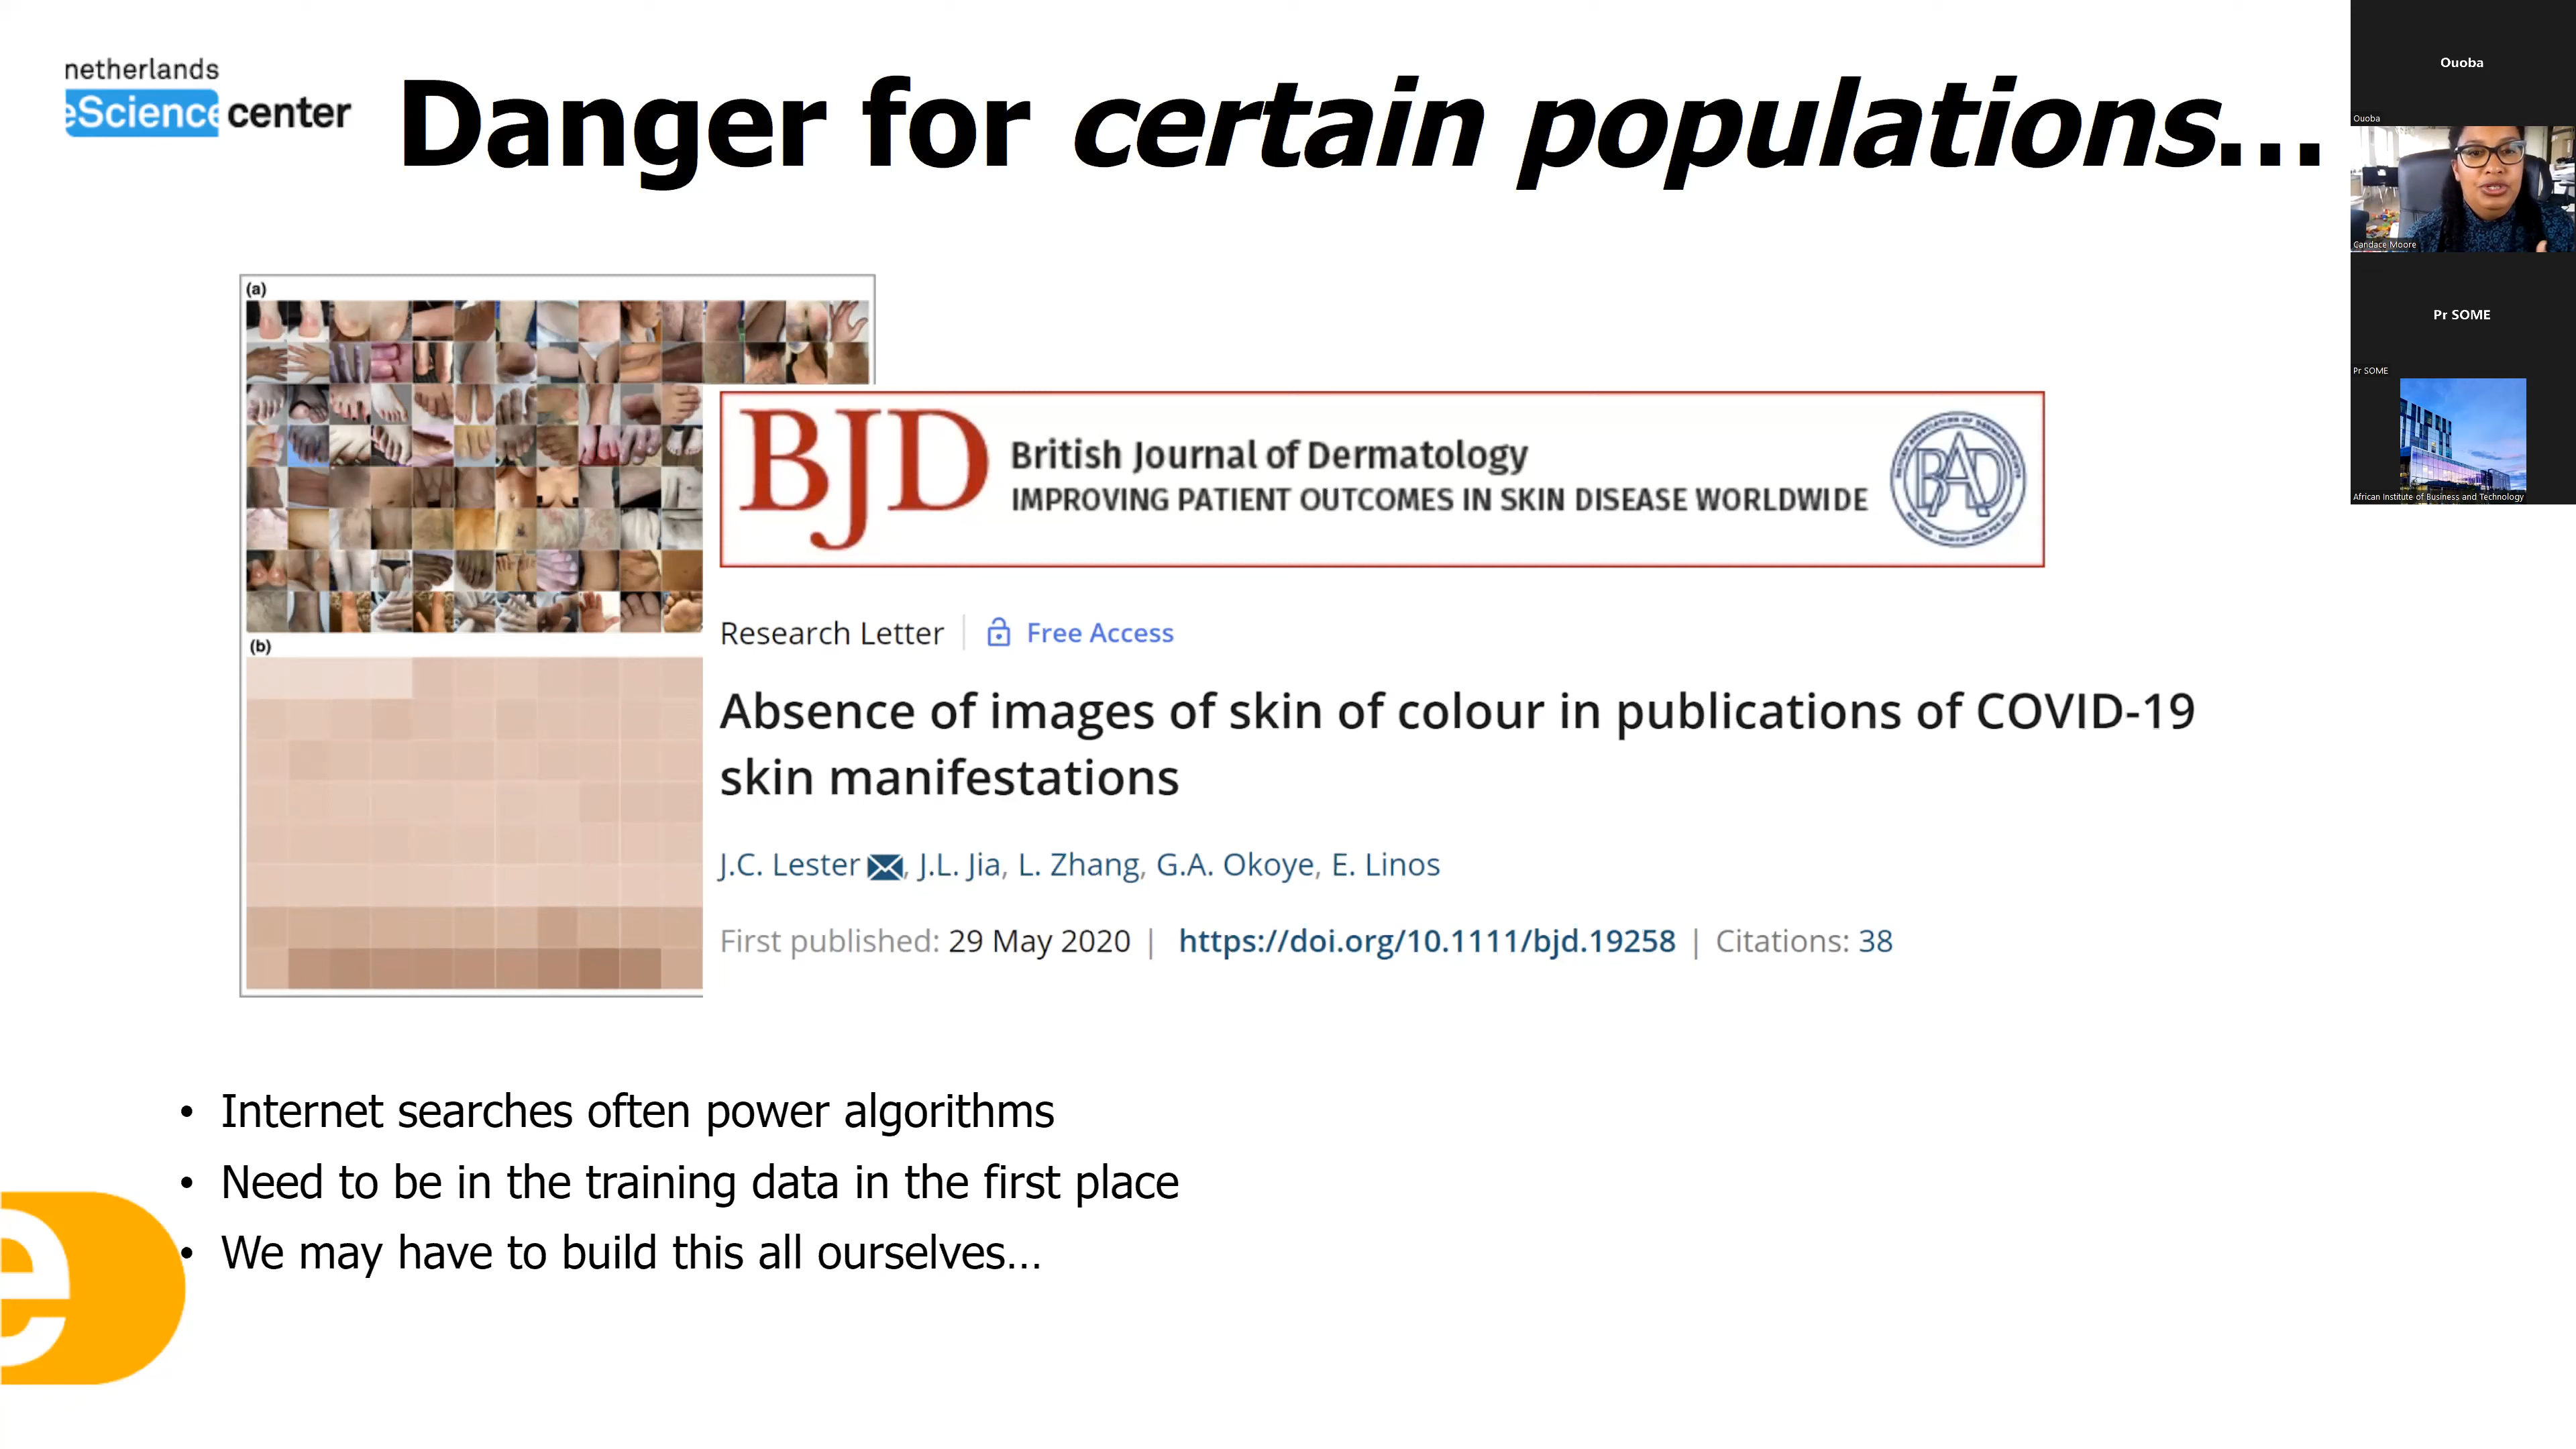 netherlands
eScience center
Danger for certain populations...
Ouoba
Ouoba
Candace Moore
Pr SOME
Pr SOME
African Institute of Business and Technology
(a)
BJD
British Journal of Dermatology
IMPROVING PATIENT OUTCOMES IN SKIN DISEASE WORLDWIDE
BAD
Research Letter
Free Access
(b)
Absence of images of skin of colour in publications of COVID-19
skin manifestations
J.C. Lester, J.L. Jia, L. Zhang, G.A. Okoye, E. Linos
First published: 29 May 2020 | https://doi.org/10.1111/bjd.19258 | Citations: 38
• Internet searches often power algorithms
• Need to be in the training data in the first place
• We may have to build this all ourselves...
e